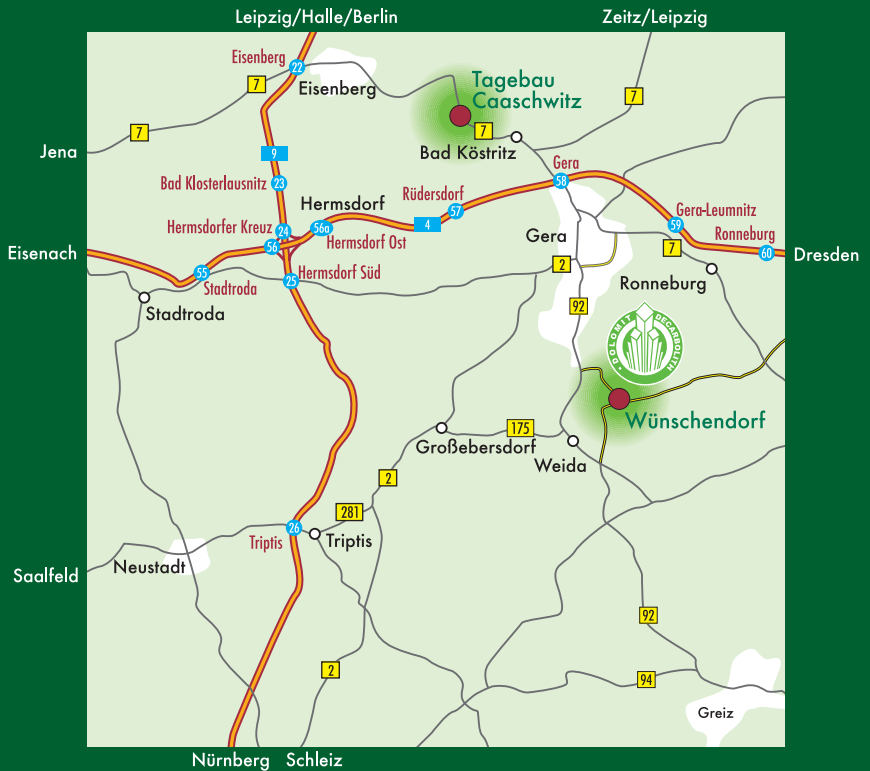 Leipzig/Halle/Berlin
Zeitz/Leipzig
Eisenberg
22
Eisenberg
7
Tagebau
Caaschwitz
7
7
7
Bad Köstritz
Jena
9
Bad Klosterlausnitz
23
Gera
58
Rüdersdorf
57
Hermsdorf
Hermsdorfer Kreuz
24
56a
4
Gera-Leumnitz
59
Ronneburg
60
56
Hermsdorf Ost
Gera
7
Eisenach
Dresden
55
Stadtroda
25
Hermsdorf Süd
2
Ronneburg
Stadtroda
92
DOLOMIT
DECARBOLITH
Wünschendorf
175
Großebersdorf
Weida
2
281
26
Triptis
Triptis
Neustadt
Saalfeld
92
2
94
Greiz
Nürnberg
Schleiz